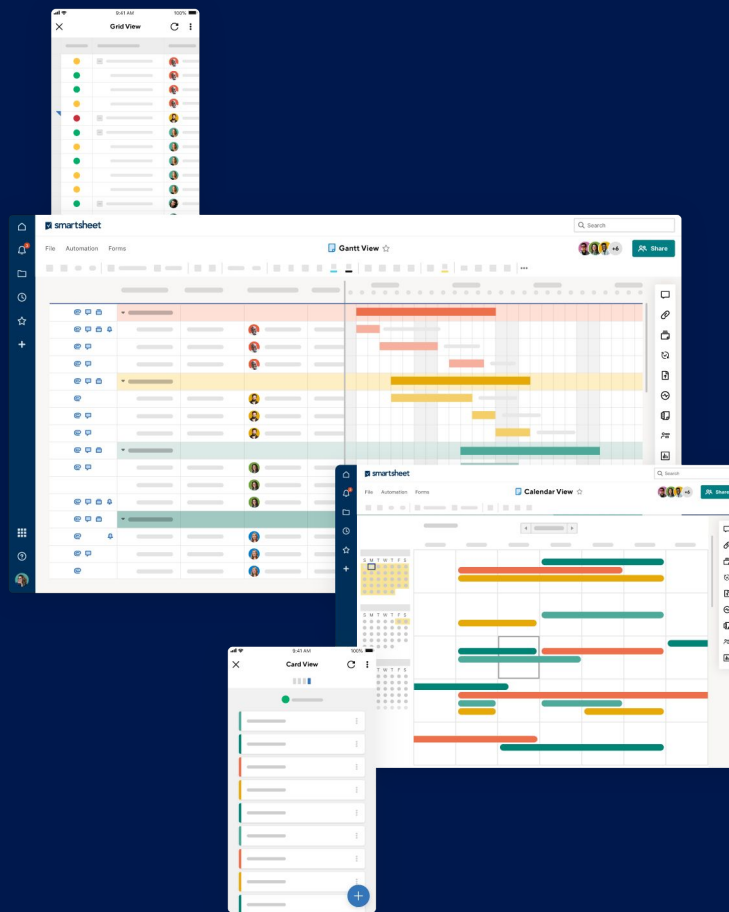 9:41 AM 100%
Grid View
smartsheet
Search
File Automation Forms
Gantt View
+6
Share
smartsheet
Search
File Automation Forms
Calendar View
+6
Share
S M T W T F S
S M T W T F S
T W T F S
9:41 AM 100%
Card View